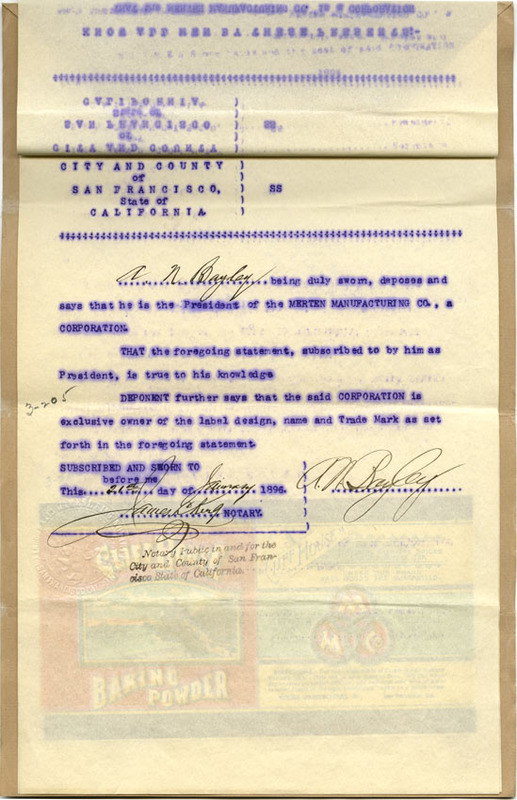 CITY AND COUNTY )
of )
SAN FRANCISCO, ) SS
State of )
CALIFORNIA. )
A. N. Bayley being duly sworn, deposes and
says that he is the President of the MERTEN MANUFACTURING CO., a
CORPORATION.
THAT the foregoing statement, subscribed to by him as
President, is true to his knowledge
DEPONENT further says that the said CORPORATION is
exclusive owner of the label design, name and Trade Mark as set
forth in the foregoing statement.
3-205
SUBSCRIBED AND SWORN TO
before me
This....21st....day of....January....1896. A. N. Bayley
NOTARY.
Notary Public in and for the
City and County of San Fran-
cisco State of California.
BAKING
POWDER